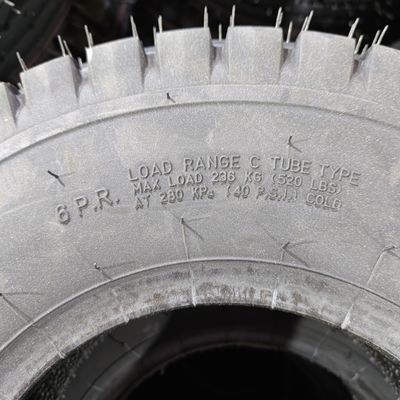 6 P.R.
LOAD RANGE C TUBE TYPE
MAX LOAD 236 KG (520 LBS)
AT 280 KPa (40 P.S.I.) COLD